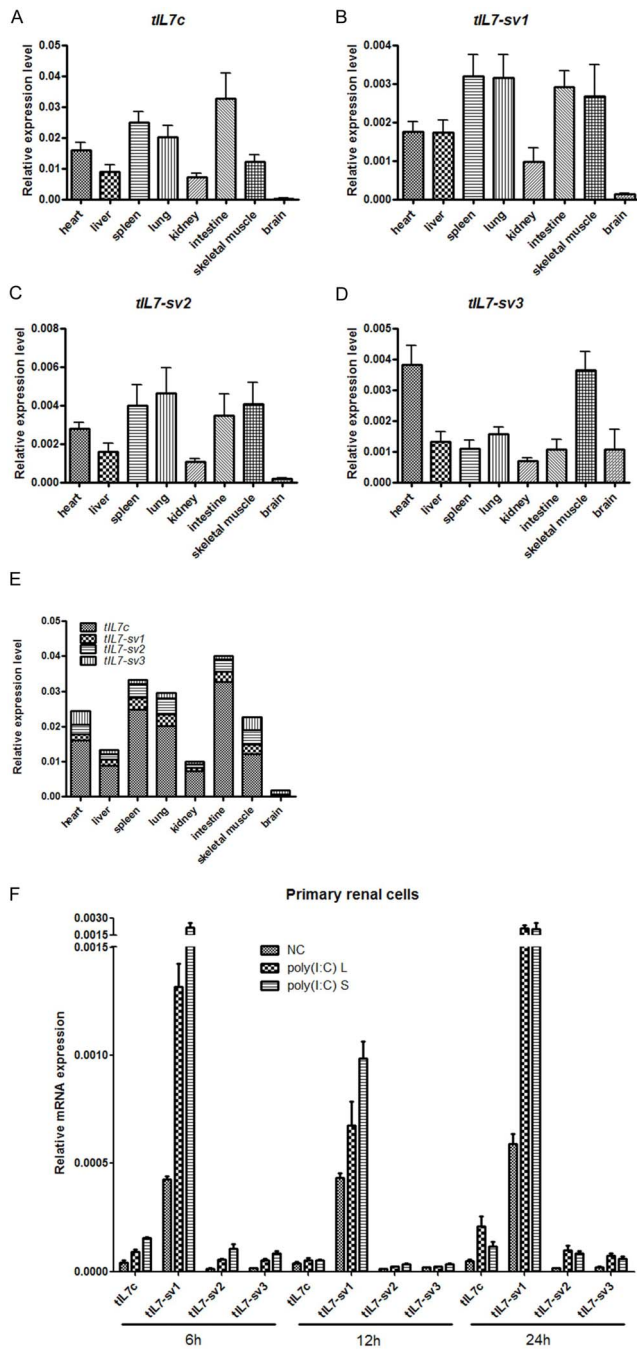 A
tIL7c
Relative expression level
0.05
0.04
0.03
0.02
0.01
0.00
heart
liver
spleen
lung
kidney
intestine
skeletal muscle
brain
B
tIL7-sv1
Relative expression level
0.004
0.003
0.002
0.001
0.000
heart
liver
spleen
lung
kidney
intestine
skeletal muscle
brain
C
tIL7-sv2
Relative expression level
0.008
0.006
0.004
0.002
0.000
heart
liver
spleen
lung
kidney
intestine
skeletal muscle
brain
D
tIL7-sv3
Relative expression level
0.005
0.004
0.003
0.002
0.001
0.000
heart
liver
spleen
lung
kidney
intestine
skeletal muscle
brain
E
Relative expression level
0.05
0.04
0.03
0.02
0.01
0.00
tIL7c
tIL7-sv1
tIL7-sv2
tIL7-sv3
heart
liver
spleen
lung
kidney
intestine
skeletal muscle
brain
F
Primary renal cells
Relative mRNA expression
0.0030
0.0015
0.0015
0.0010
0.0005
0.0000
NC
poly(I:C) L
poly(I:C) S
tIL7c
tIL7-sv1
tIL7-sv2
tIL7-sv3
tIL7c
tIL7-sv1
tIL7-sv2
tIL7-sv3
tIL7c
tIL7-sv1
tIL7-sv2
tIL7-sv3
6h
12h
24h